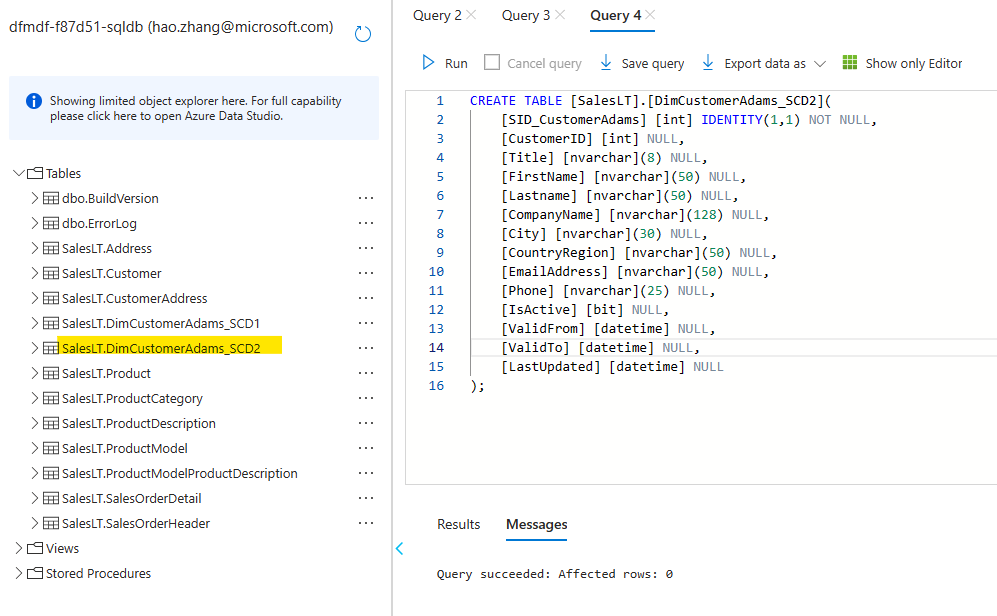 dfmdf-f87d51-sqldb (hao.zhang@microsoft.com)
Showing limited object explorer here. For full capability
please click here to open Azure Data Studio.
Tables
dbo.BuildVersion
dbo.ErrorLog
SalesLT.Address
SalesLT.Customer
SalesLT.CustomerAddress
SalesLT.DimCustomerAdams_SCD1
SalesLT.DimCustomerAdams_SCD2
SalesLT.Product
SalesLT.ProductCategory
SalesLT.ProductDescription
SalesLT.ProductModel
SalesLT.ProductModelProductDescription
SalesLT.SalesOrderDetail
SalesLT.SalesOrderHeader
Views
Stored Procedures
Query 2 Query 3 Query 4
Run Cancel query Save query Export data as Show only Editor
1 CREATE TABLE [SalesLT].[DimCustomerAdams_SCD2](
2 [SID_CustomerAdams] [int] IDENTITY(1,1) NOT NULL,
3 [CustomerID] [int] NULL,
4 [Title] [nvarchar](8) NULL,
5 [FirstName] [nvarchar](50) NULL,
6 [Lastname] [nvarchar](50) NULL,
7 [CompanyName] [nvarchar](128) NULL,
8 [City] [nvarchar](30) NULL,
9 [CountryRegion] [nvarchar](50) NULL,
10 [EmailAddress] [nvarchar](50) NULL,
11 [Phone] [nvarchar](25) NULL,
12 [IsActive] [bit] NULL,
13 [ValidFrom] [datetime] NULL,
14 [ValidTo] [datetime] NULL,
15 [LastUpdated] [datetime] NULL
16 );
Results Messages
Query succeeded: Affected rows: 0